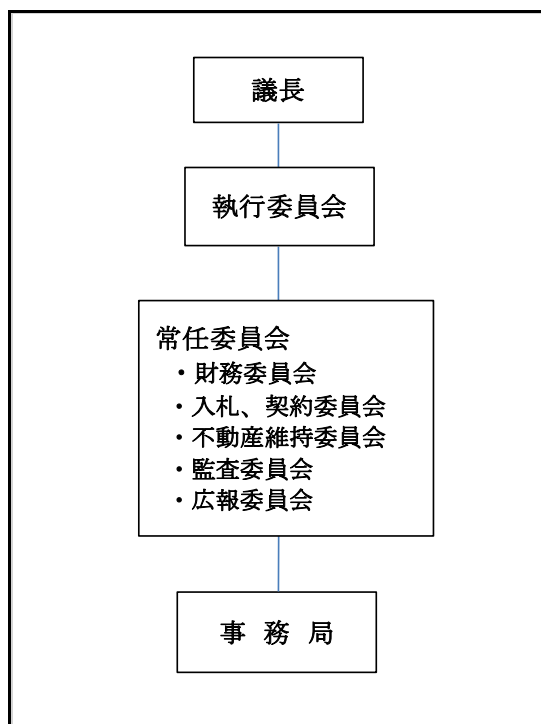 議長
執行委員会
常任委員会
・財務委員会
・入札、契約委員会
・不動産維持委員会
・監査委員会
・広報委員会
事 務 局